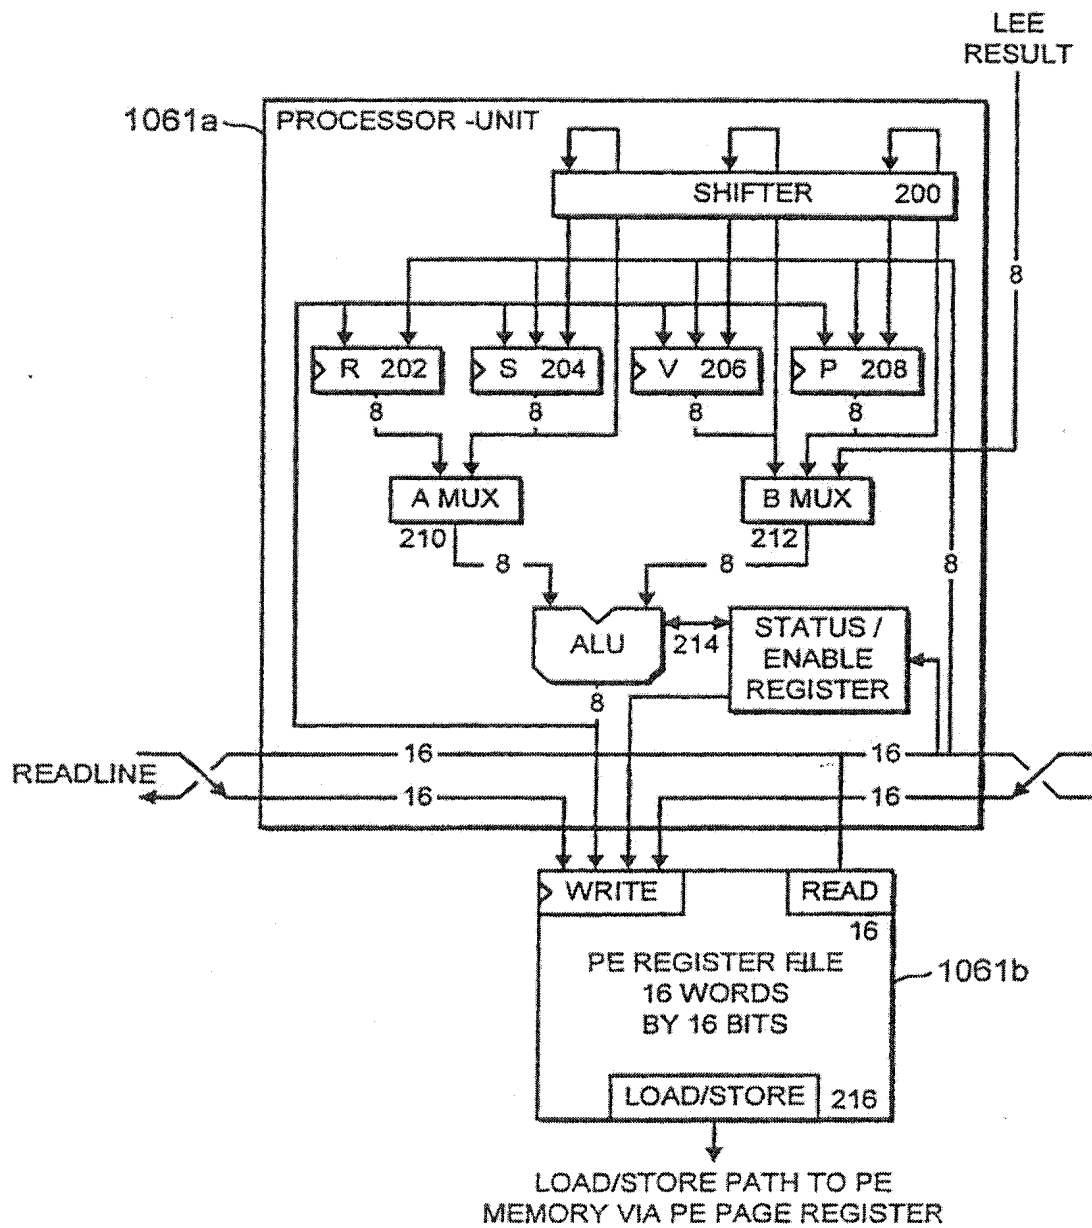 LEE
RESULT
1061a
PROCESSOR -UNIT
SHIFTER 200
8
R 202
S 204
V 206
P 208
8
8
8
8
A MUX
B MUX
210
212
8
8
8
ALU
214
STATUS /
ENABLE
REGISTER
8
READLINE
16
16
16
16
WRITE
READ
16
PE REGISTER FILE
16 WORDS
BY 16 BITS
1061b
LOAD/STORE
216
LOAD/STORE PATH TO PE
MEMORY VIA PE PAGE REGISTER